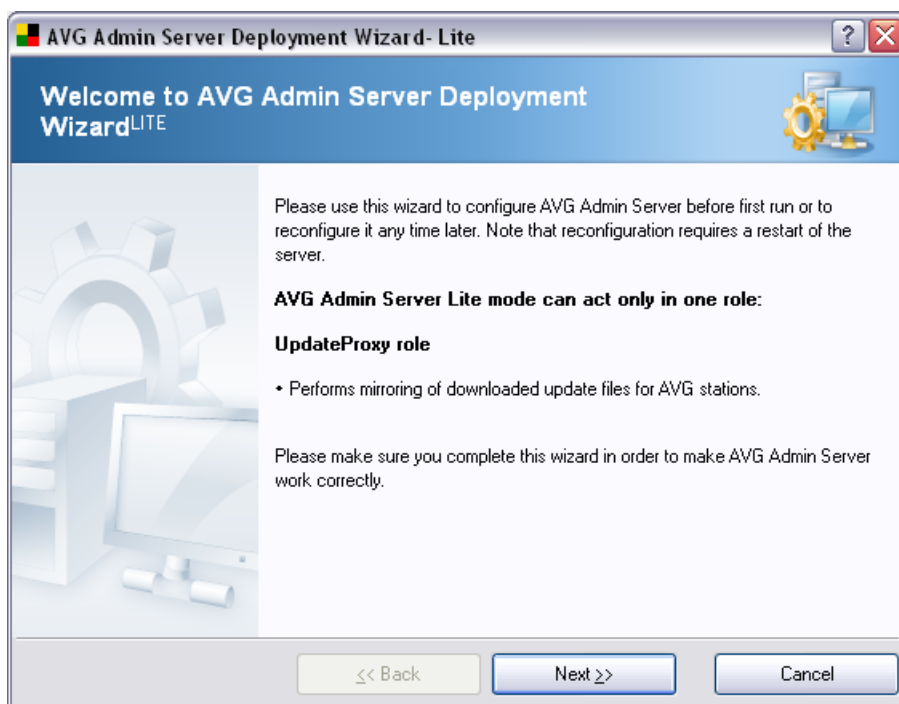 AVG Admin Server Deployment Wizard- Lite
?
Welcome to AVG Admin Server Deployment
WizardLITE
Please use this wizard to configure AVG Admin Server before first run or to
reconfigure it any time later. Note that reconfiguration requires a restart of the
server.
AVG Admin Server Lite mode can act only in one role:
UpdateProxy role
• Performs mirroring of downloaded update files for AVG stations.
Please make sure you complete this wizard in order to make AVG Admin Server
work correctly.
<< Back
Next >>
Cancel